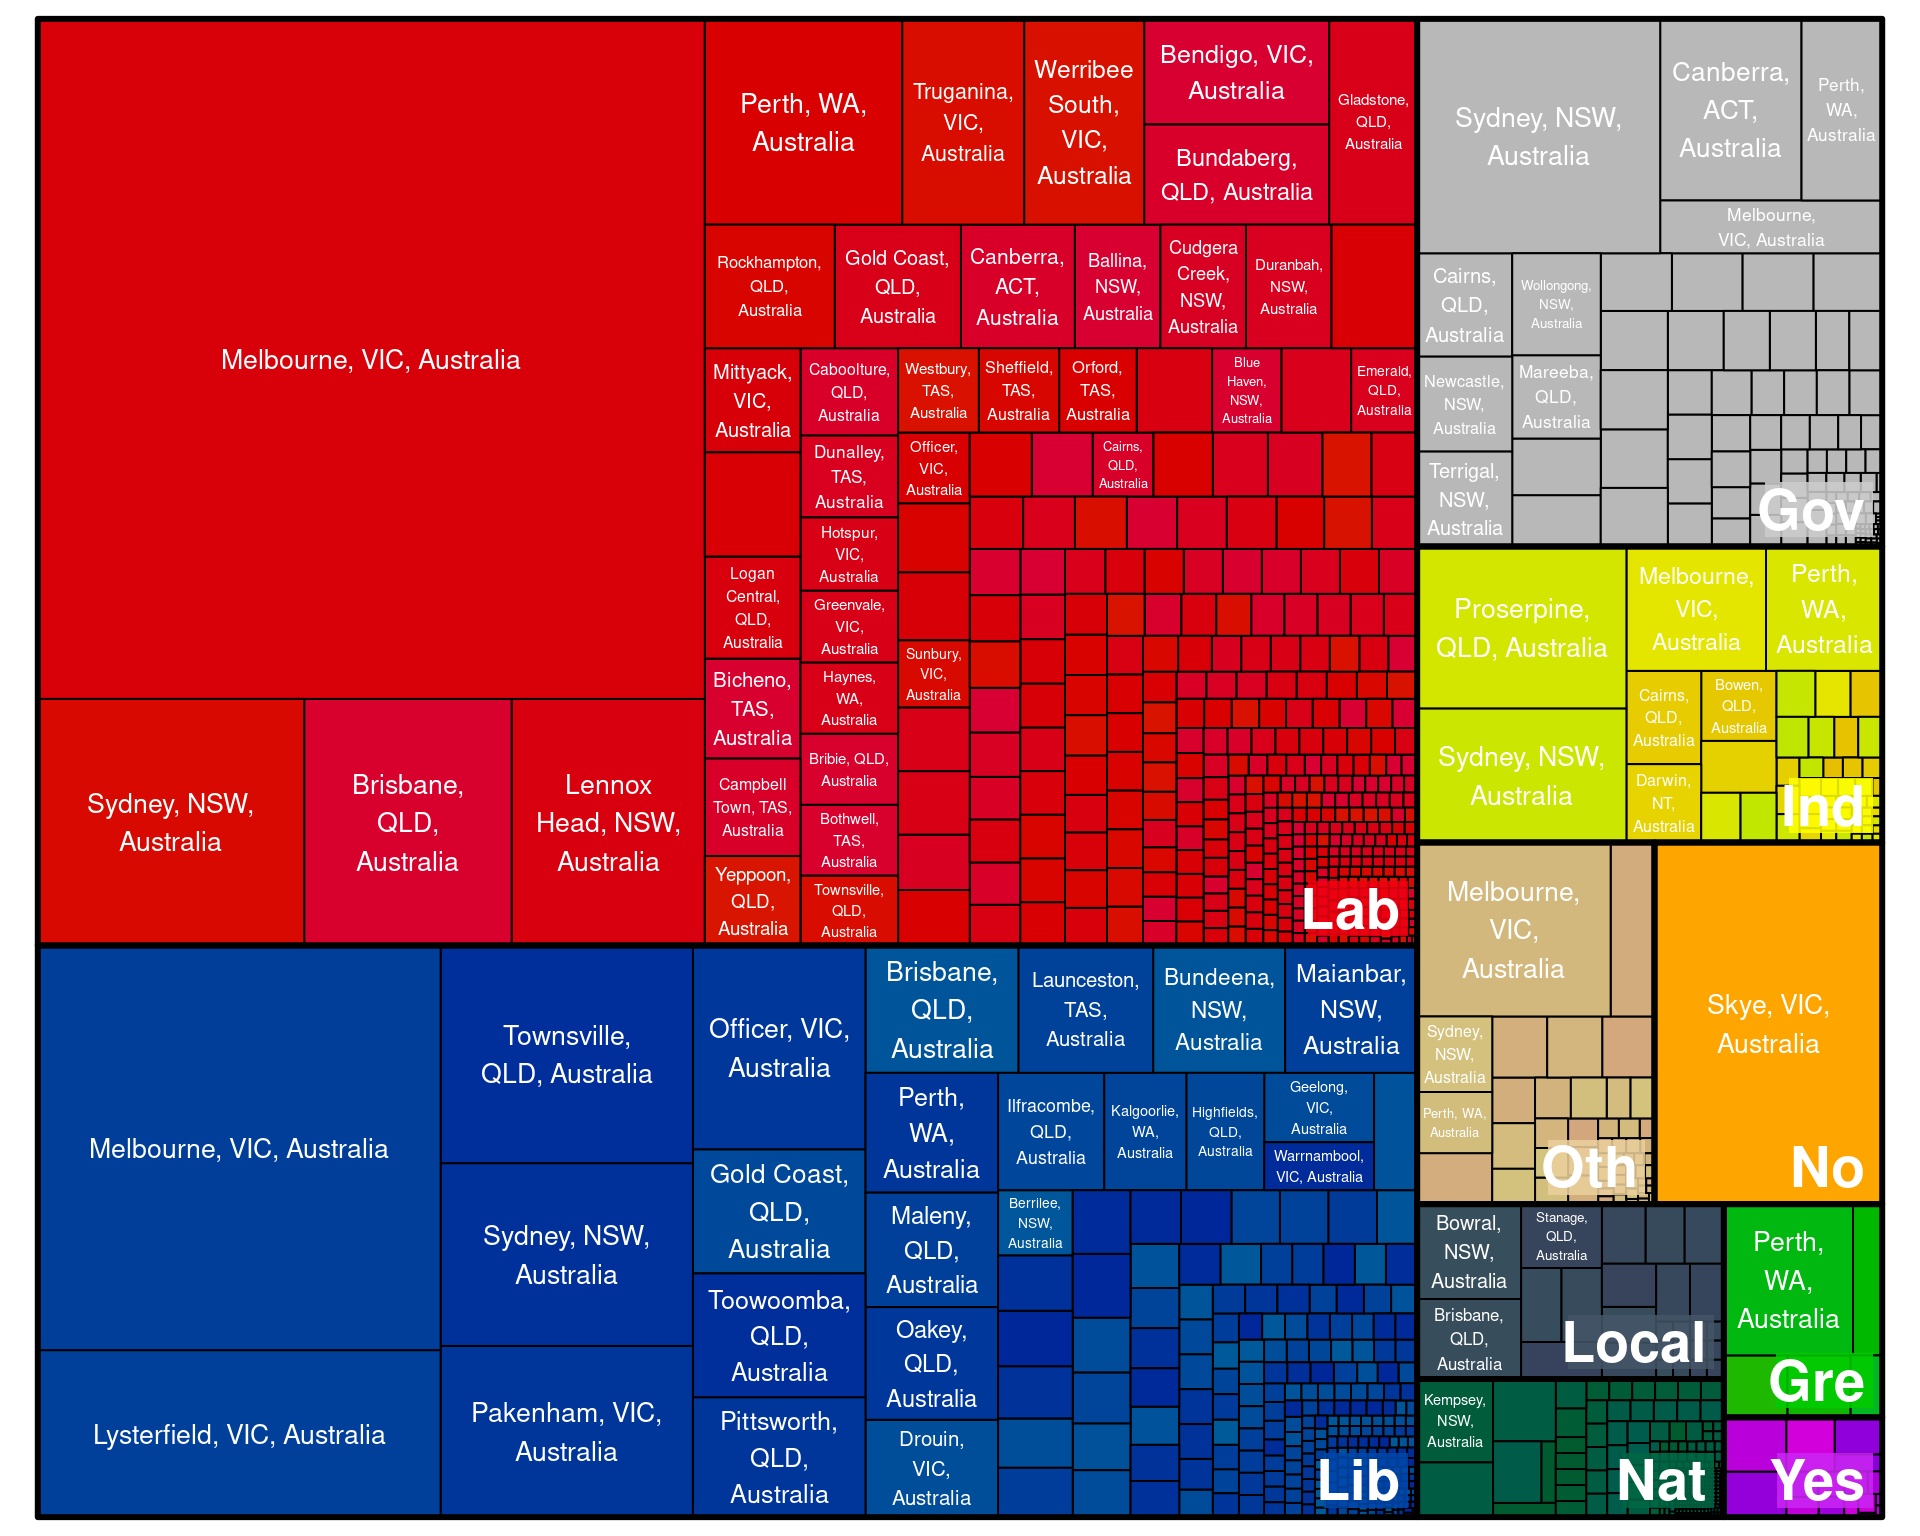 Melbourne, VIC, Australia
Sydney, NSW,
Australia
Brisbane,
QLD,
Australia
Lennox
Head, NSW,
Australia
Perth, WA,
Australia
Truganina,
VIC,
Australia
Werribee
South,
VIC,
Australia
Bendigo, VIC,
Australia
Bundaberg,
QLD, Australia
Gladstone,
QLD,
Australia
Rockhampton,
QLD,
Australia
Gold Coast,
QLD,
Australia
Canberra,
ACT,
Australia
Ballina,
NSW,
Australia
Cudgera
Creek,
NSW,
Australia
Duranbah,
NSW,
Australia
Mittyack,
VIC,
Australia
Logan
Central,
QLD,
Australia
Bicheno,
TAS,
Australia
Campbell
Town, TAS,
Australia
Yeppoon,
QLD,
Australia
Caboolture,
QLD,
Australia
Dunalley,
TAS,
Australia
Hotspur,
VIC,
Australia
Greenvale,
VIC,
Australia
Haynes,
WA,
Australia
Bribie, QLD,
Australia
Bothwell,
TAS,
Australia
Townsville,
QLD,
Australia
Westbury,
TAS,
Australia
Sheffield,
TAS,
Australia
Orford,
TAS,
Australia
Blue
Haven,
NSW,
Australia
Emerald,
QLD,
Australia
Officer,
VIC,
Australia
Cairns,
QLD,
Australia
Sunbury,
VIC,
Australia
Lab
Melbourne, VIC, Australia
Lysterfield, VIC, Australia
Townsville,
QLD, Australia
Sydney, NSW,
Australia
Pakenham, VIC,
Australia
Officer, VIC,
Australia
Gold Coast,
QLD,
Australia
Toowoomba,
QLD,
Australia
Pittsworth,
QLD,
Australia
Brisbane,
QLD,
Australia
Launceston,
TAS,
Australia
Bundeena,
NSW,
Australia
Maianbar,
NSW,
Australia
Perth,
WA,
Australia
Maleny,
QLD,
Australia
Oakey,
QLD,
Australia
Drouin,
VIC,
Australia
Ilfracombe,
QLD,
Australia
Kalgoorlie,
WA,
Australia
Highfields,
QLD,
Australia
Geelong,
VIC,
Australia
Warrnambool,
VIC, Australia
Berrilee,
NSW,
Australia
Lib
Sydney, NSW,
Australia
Canberra,
ACT,
Australia
Perth,
WA,
Australia
Melbourne,
VIC, Australia
Cairns,
QLD,
Australia
Newcastle,
NSW,
Australia
Terrigal,
NSW,
Australia
Wollongong,
NSW,
Australia
Mareeba,
QLD,
Australia
Gov
Proserpine,
QLD, Australia
Sydney, NSW,
Australia
Melbourne,
VIC,
Australia
Perth,
WA,
Australia
Cairns,
QLD,
Australia
Darwin,
NT,
Australia
Bowen,
QLD,
Australia
Ind
Melbourne,
VIC,
Australia
Sydney,
NSW,
Australia
Perth, WA,
Australia
Oth
Skye, VIC,
Australia
No
Bowral,
NSW,
Australia
Brisbane,
QLD,
Australia
Stanage,
QLD,
Australia
Local
Perth,
WA,
Australia
Gre
Kempsey,
NSW,
Australia
Nat
Yes